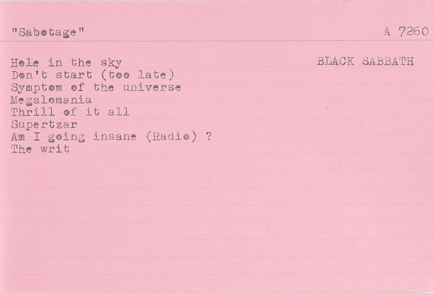 "Sabotage" A 7260
Hole in the sky BLACK SABBATH
Don't start (too late)
Symptom of the universe
Megalomania
Thrill of it all
Supertzar
Am I going insane (Radio) ?
The writ